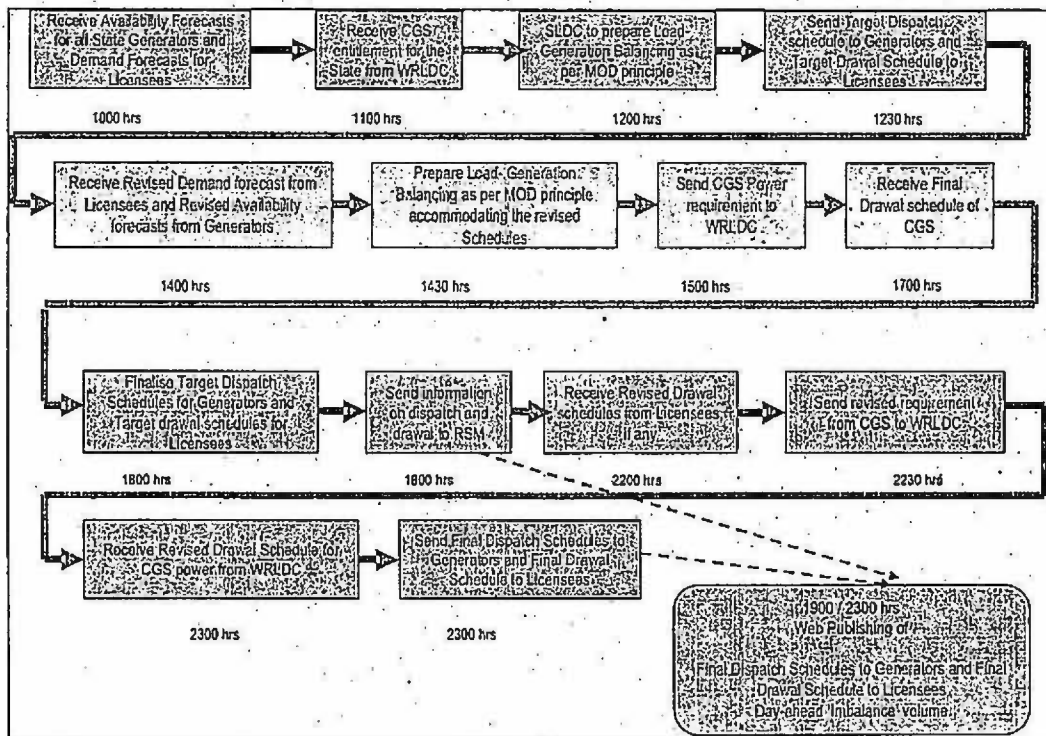 Receive Availability Forecasts
for all State Generators and
Demand Forecasts for
Licensees
Receive CGS
entitlement for the
State from WRLDC
SLDC to prepare Load
Generation Balancing as
per MOD principle
Send Target Dispatch
schedule to Generators and
Target Drawal Schedule to
Licensees
1000 hrs
1100 hrs
1200 hrs
1230 hrs
Receive Revised Demand forecast from
Licensees and Revised Availability
forecasts from Generators
Prepare Load Generation
Balancing as per MOD principle
accommodating the revised
Schedules
Send CGS Power
requirement to
WRLDC
Receive Final
Drawal schedule of
CGS
1400 hrs
1430 hrs
1500 hrs
1700 hrs
Finalise Target Dispatch
Schedules for Generators and
Target drawal schedules for
Licensees
Send information
on dispatch and
drawal to RSM
Receive Revised Drawal
schedules from Licensees
if any
Send revised requirement
from CGS to WRLDC
1800 hrs
1800 hrs
2200 hrs
2230 hrs
Receive Revised Drawal Schedule for
CGS power from WRLDC
Send Final Dispatch Schedules to
Generators and Final Drawal
Schedule to Licensees
2300 hrs
2300 hrs
1900 / 2300 hrs
Web Publishing of
Final Dispatch Schedules to Generators and Final
Drawal Schedule to Licensees
Day-ahead 'Imbalance' volume